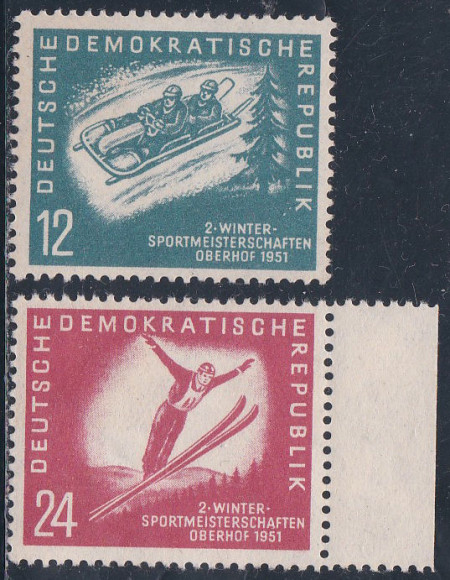 DEUTSCHE DEMOKRATISCHE REPUBLIK
12
2. WINTER-
SPORTMEISTERSCHAFTEN
OBERHOF 1951
DEUTSCHE DEMOKRATISCHE REPUBLIK
24
2. WINTER-
SPORTMEISTERSCHAFTEN
OBERHOF 1951